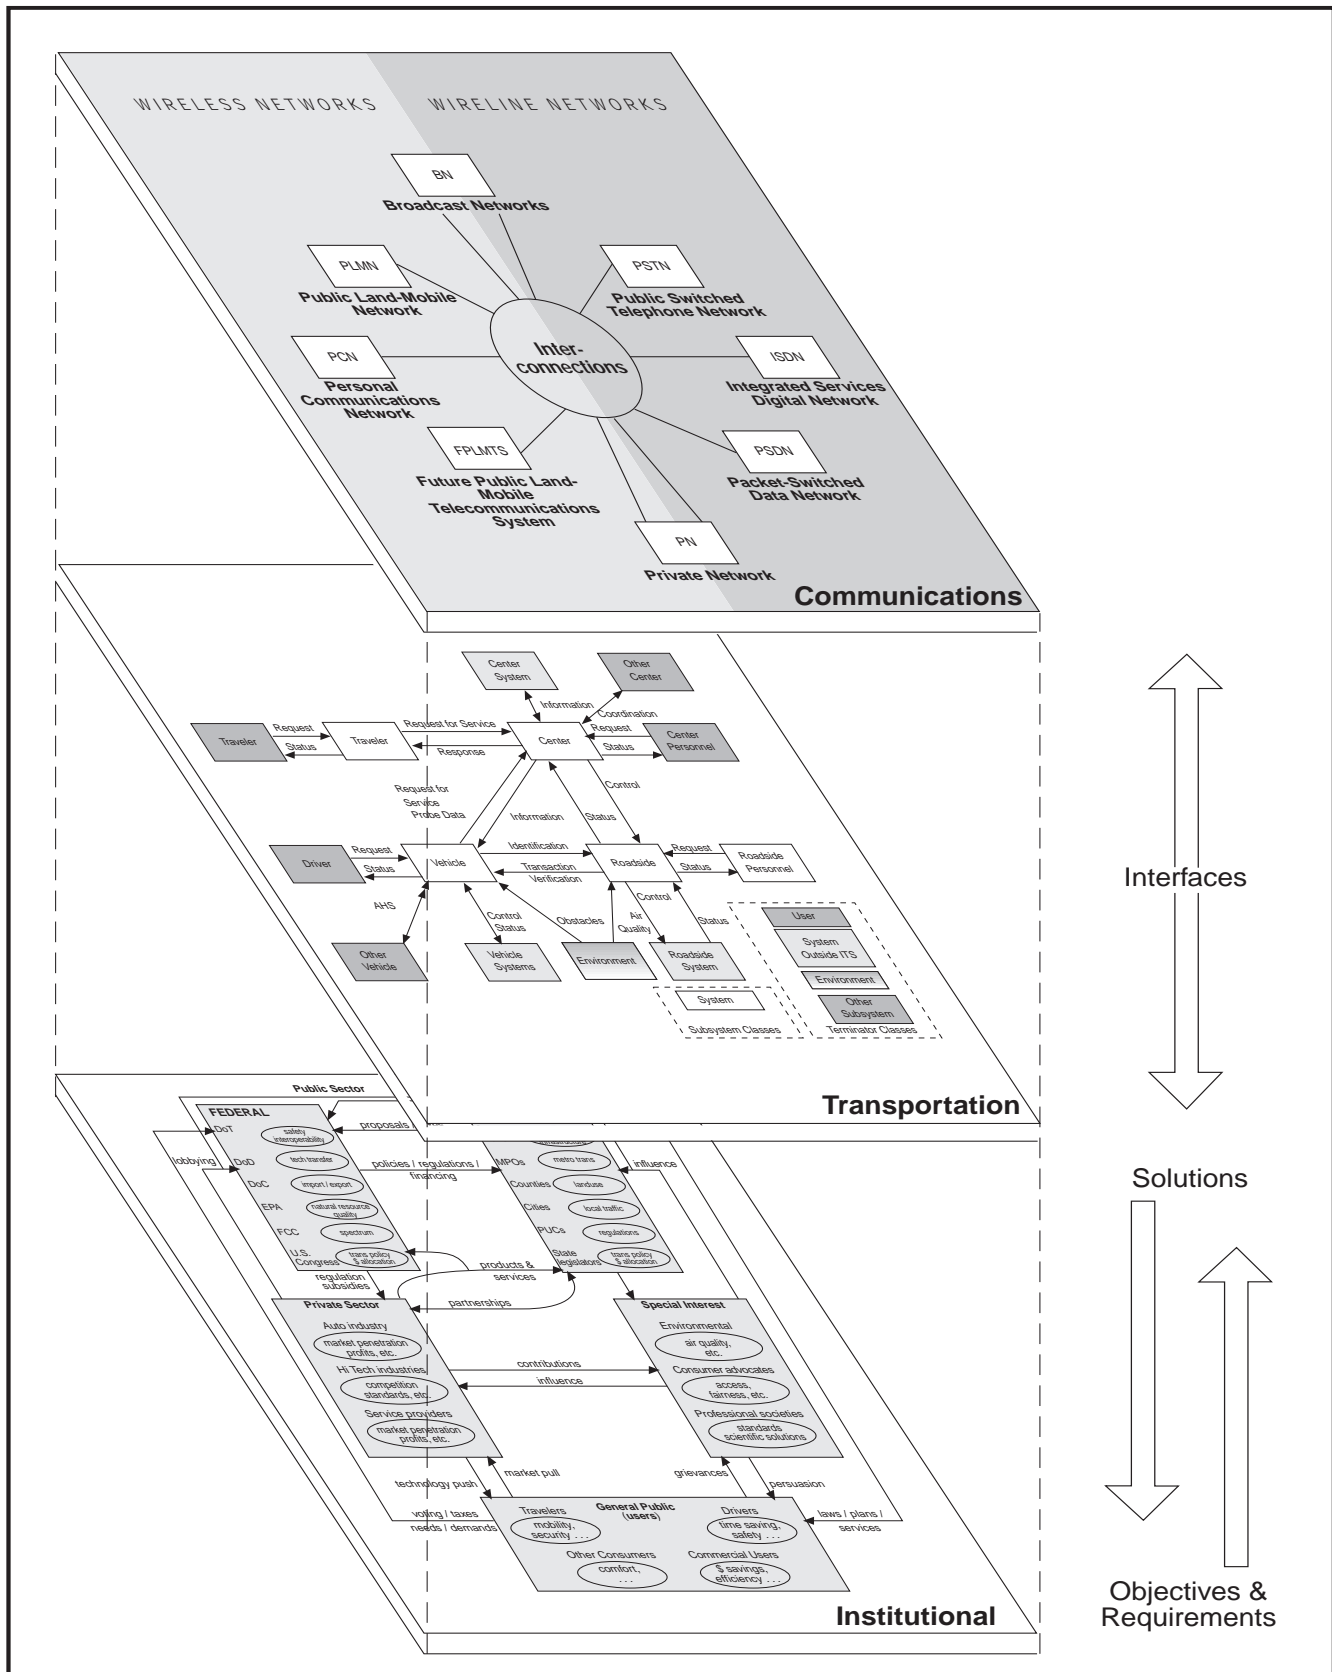 WIRELESS NETWORKS
WIRELINE NETWORKS
BN
Broadcast Networks
PLMN
Public Land-Mobile
Network
PSTN
Public Switched
Telephone Network
PCN
Personal
Communications
Network
Inter-
connections
ISDN
Integrated Services
Digital Network
FPLMTS
Future Public Land-
Mobile
Telecommunications
System
PSDN
Packet-Switched
Data Network
PN
Private Network
Communications
Center
System
Other
Center
Information
Coordination
Traveler
Request
Status
Traveler
Request for Service
Response
Center
Request
Status
Center
Personnel
Request for
Service
Probe Data
Information
Status
Control
Driver
Request
Status
Vehicle
Identification
Transaction
Verification
Roadside
Request
Status
Roadside
Personnel
AHS
Control
Status
Obstacles
Air
Quality
Control
Status
Other
Vehicle
Vehicle
Systems
Environment
Roadside
System
User
System
Outside ITS
Environment
Other
Subsystem
Terminator Classes
System
Subsystem Classes
Transportation
Interfaces
Solutions
Objectives &
Requirements
Public Sector
FEDERAL
DoT
safety
interoperability
DoD
tech transfer
DoC
import / export
EPA
natural resource
quality
FCC
spectrum
U.S.
Congress
trans policy
$ allocation
lobbying
proposals /
policies / regulations /
financing
infrastructure
MPOs
metro trans
Counties
landuse
Cities
local traffic
PUCs
regulations
State
legislators
trans policy
$ allocation
influence
products &
services
partnerships
regulation
subsidies
Private Sector
Auto industry
market penetration
profits, etc.
Hi Tech industries
competition
standards, etc.
Service providers
market penetration
profits, etc.
contributions
influence
Special Interest
Environmental
air quality,
etc.
Consumer advocates
access,
fairness, etc.
Professional societies
standards
scientific solutions
technology push
market pull
grievances
persuasion
voting / taxes
needs / demands
laws / plans /
services
General Public
(users)
Travelers
mobility,
security . . .
Drivers
time saving,
safety . . .
Other Consumers
comfort,
. . .
Commercial Users
$ savings,
efficiency . . .
Institutional